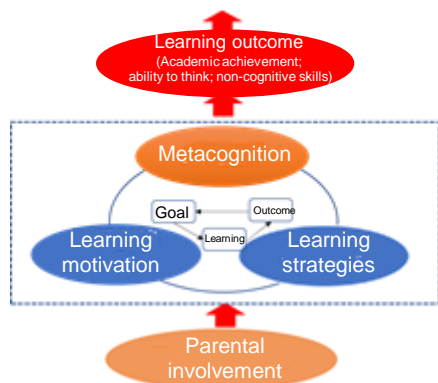 Learning outcome
(Academic achievement;
ability to think; non-cognitive skills)
Metacognition
Goal
Outcome
Learning
Learning
motivation
Learning
strategies
Parental
involvement